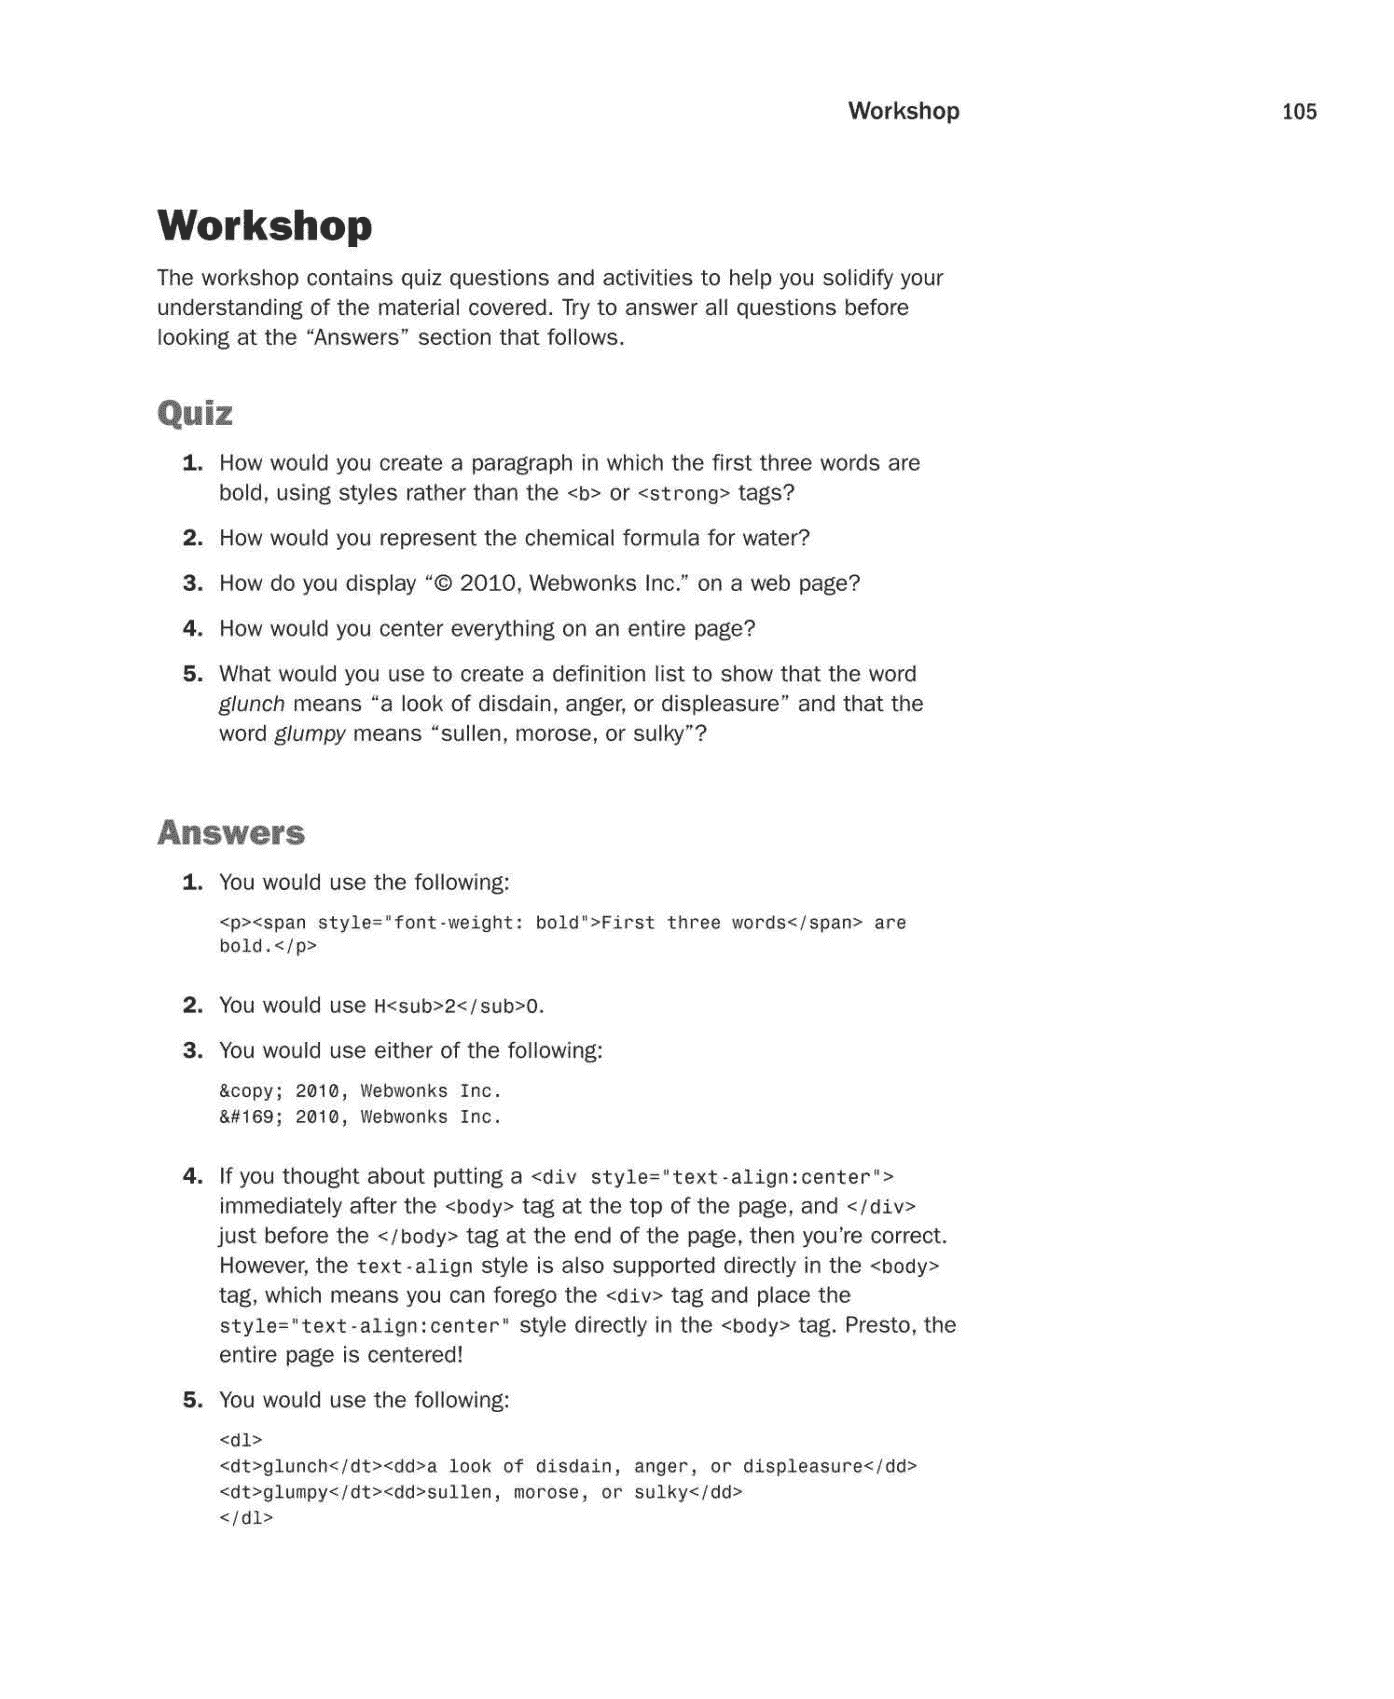 Workshop 105
Workshop
The workshop contains quiz questions and activities to help you solidify your
understanding of the material covered. Try to answer all questions before
looking at the “Answers” section that follows.
Quiz
1. How would you create a paragraph in which the first three words are
bold, using styles rather than the <b> or <strong> tags?
2. How would you represent the chemical formula for water?
3. How do you display “© 2010, Webwonks Inc.” on a web page?
4. How would you center everything on an entire page?
5. What would you use to create a definition list to show that the word
glunch means “a look of disdain, anger, or displeasure” and that the
word glumpy means “sullen, morose, or sulky”?
Answers
1. You would use the following:
<p><span style="font-weight: bold">First three words</span> are
bold.</p>
2. You would use H<sub>2</sub>O.
3. You would use either of the following:
&copy; 2010, Webwonks Inc.
&#169; 2010, Webwonks Inc.
4. If you thought about putting a <div style="text-align:center">
immediately after the <body> tag at the top of the page, and </div>
just before the </body> tag at the end of the page, then you’re correct.
However, the text-align style is also supported directly in the <body>
tag, which means you can forego the <div> tag and place the
style="text-align:center" style directly in the <body> tag. Presto, the
entire page is centered!
5. You would use the following:
<dl>
<dt>glunch</dt><dd>a look of disdain, anger, or displeasure</dd>
<dt>glumpy</dt><dd>sullen, morose, or sulky</dd>
</dl>